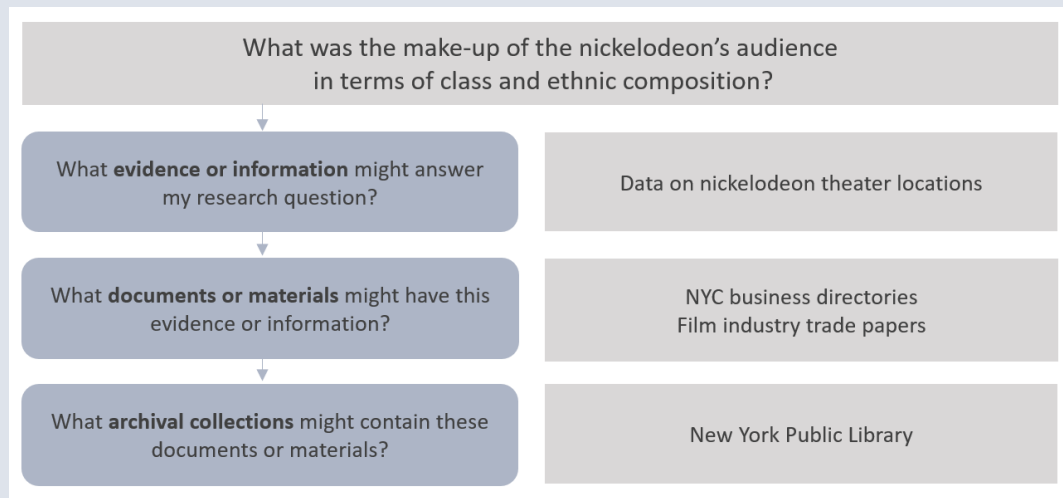 What was the make-up of the nickelodeon’s audience
in terms of class and ethnic composition?
What evidence or information might answer
my research question?
Data on nickelodeon theater locations
What documents or materials might have this
evidence or information?
NYC business directories
Film industry trade papers
What archival collections might contain these
documents or materials?
New York Public Library